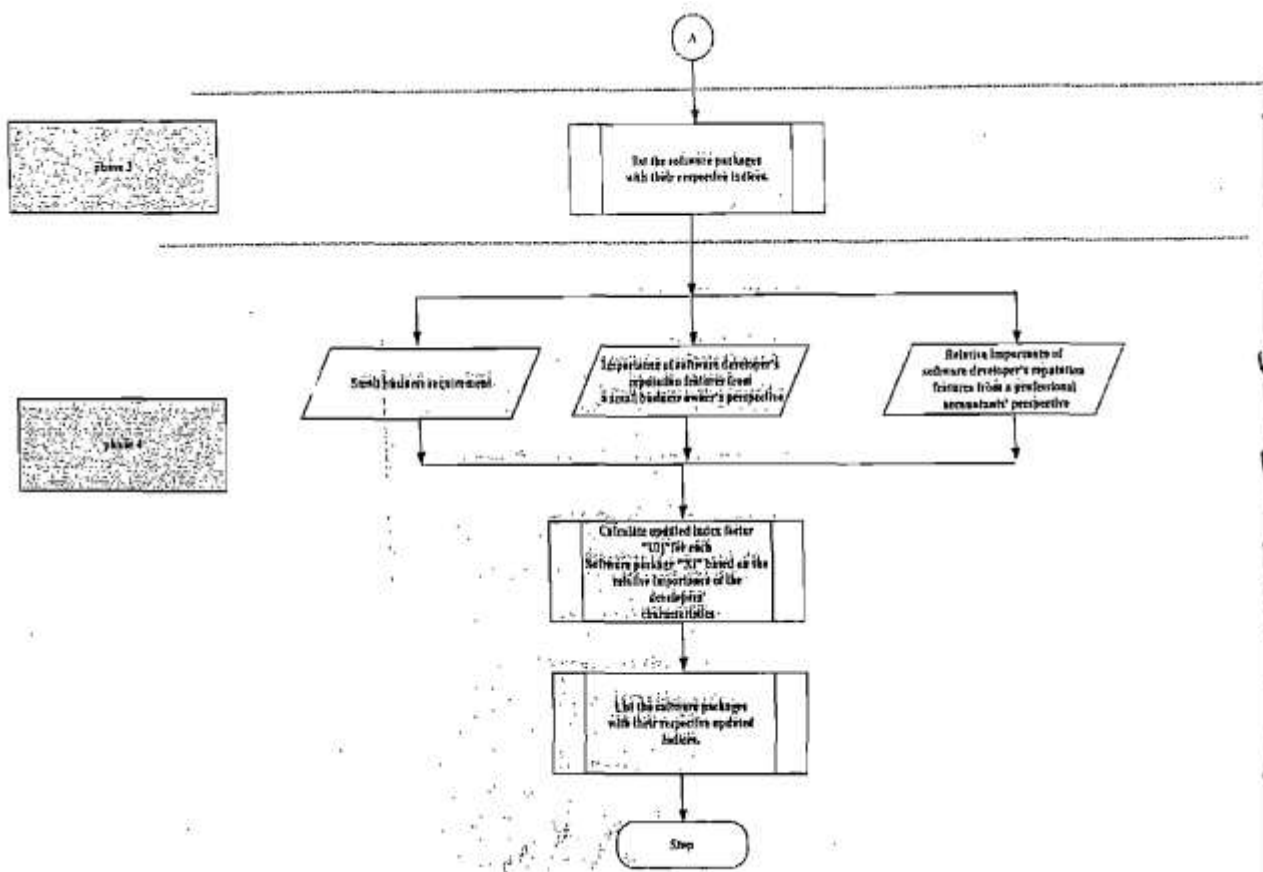 A
list the software packages
with their respective indices.
phase 3
Small business requirement
Importance of software developer's
reputation features from
a small business owner's perspective
Relative Importance of
software developer's reputation
features from a professional
accountants' perspective
phase 4
Calculate updated index factor
for each
Software package based on the
relative importance of the
developers'
characteristics
List the software packages
with their respective updated
indices.
Stop